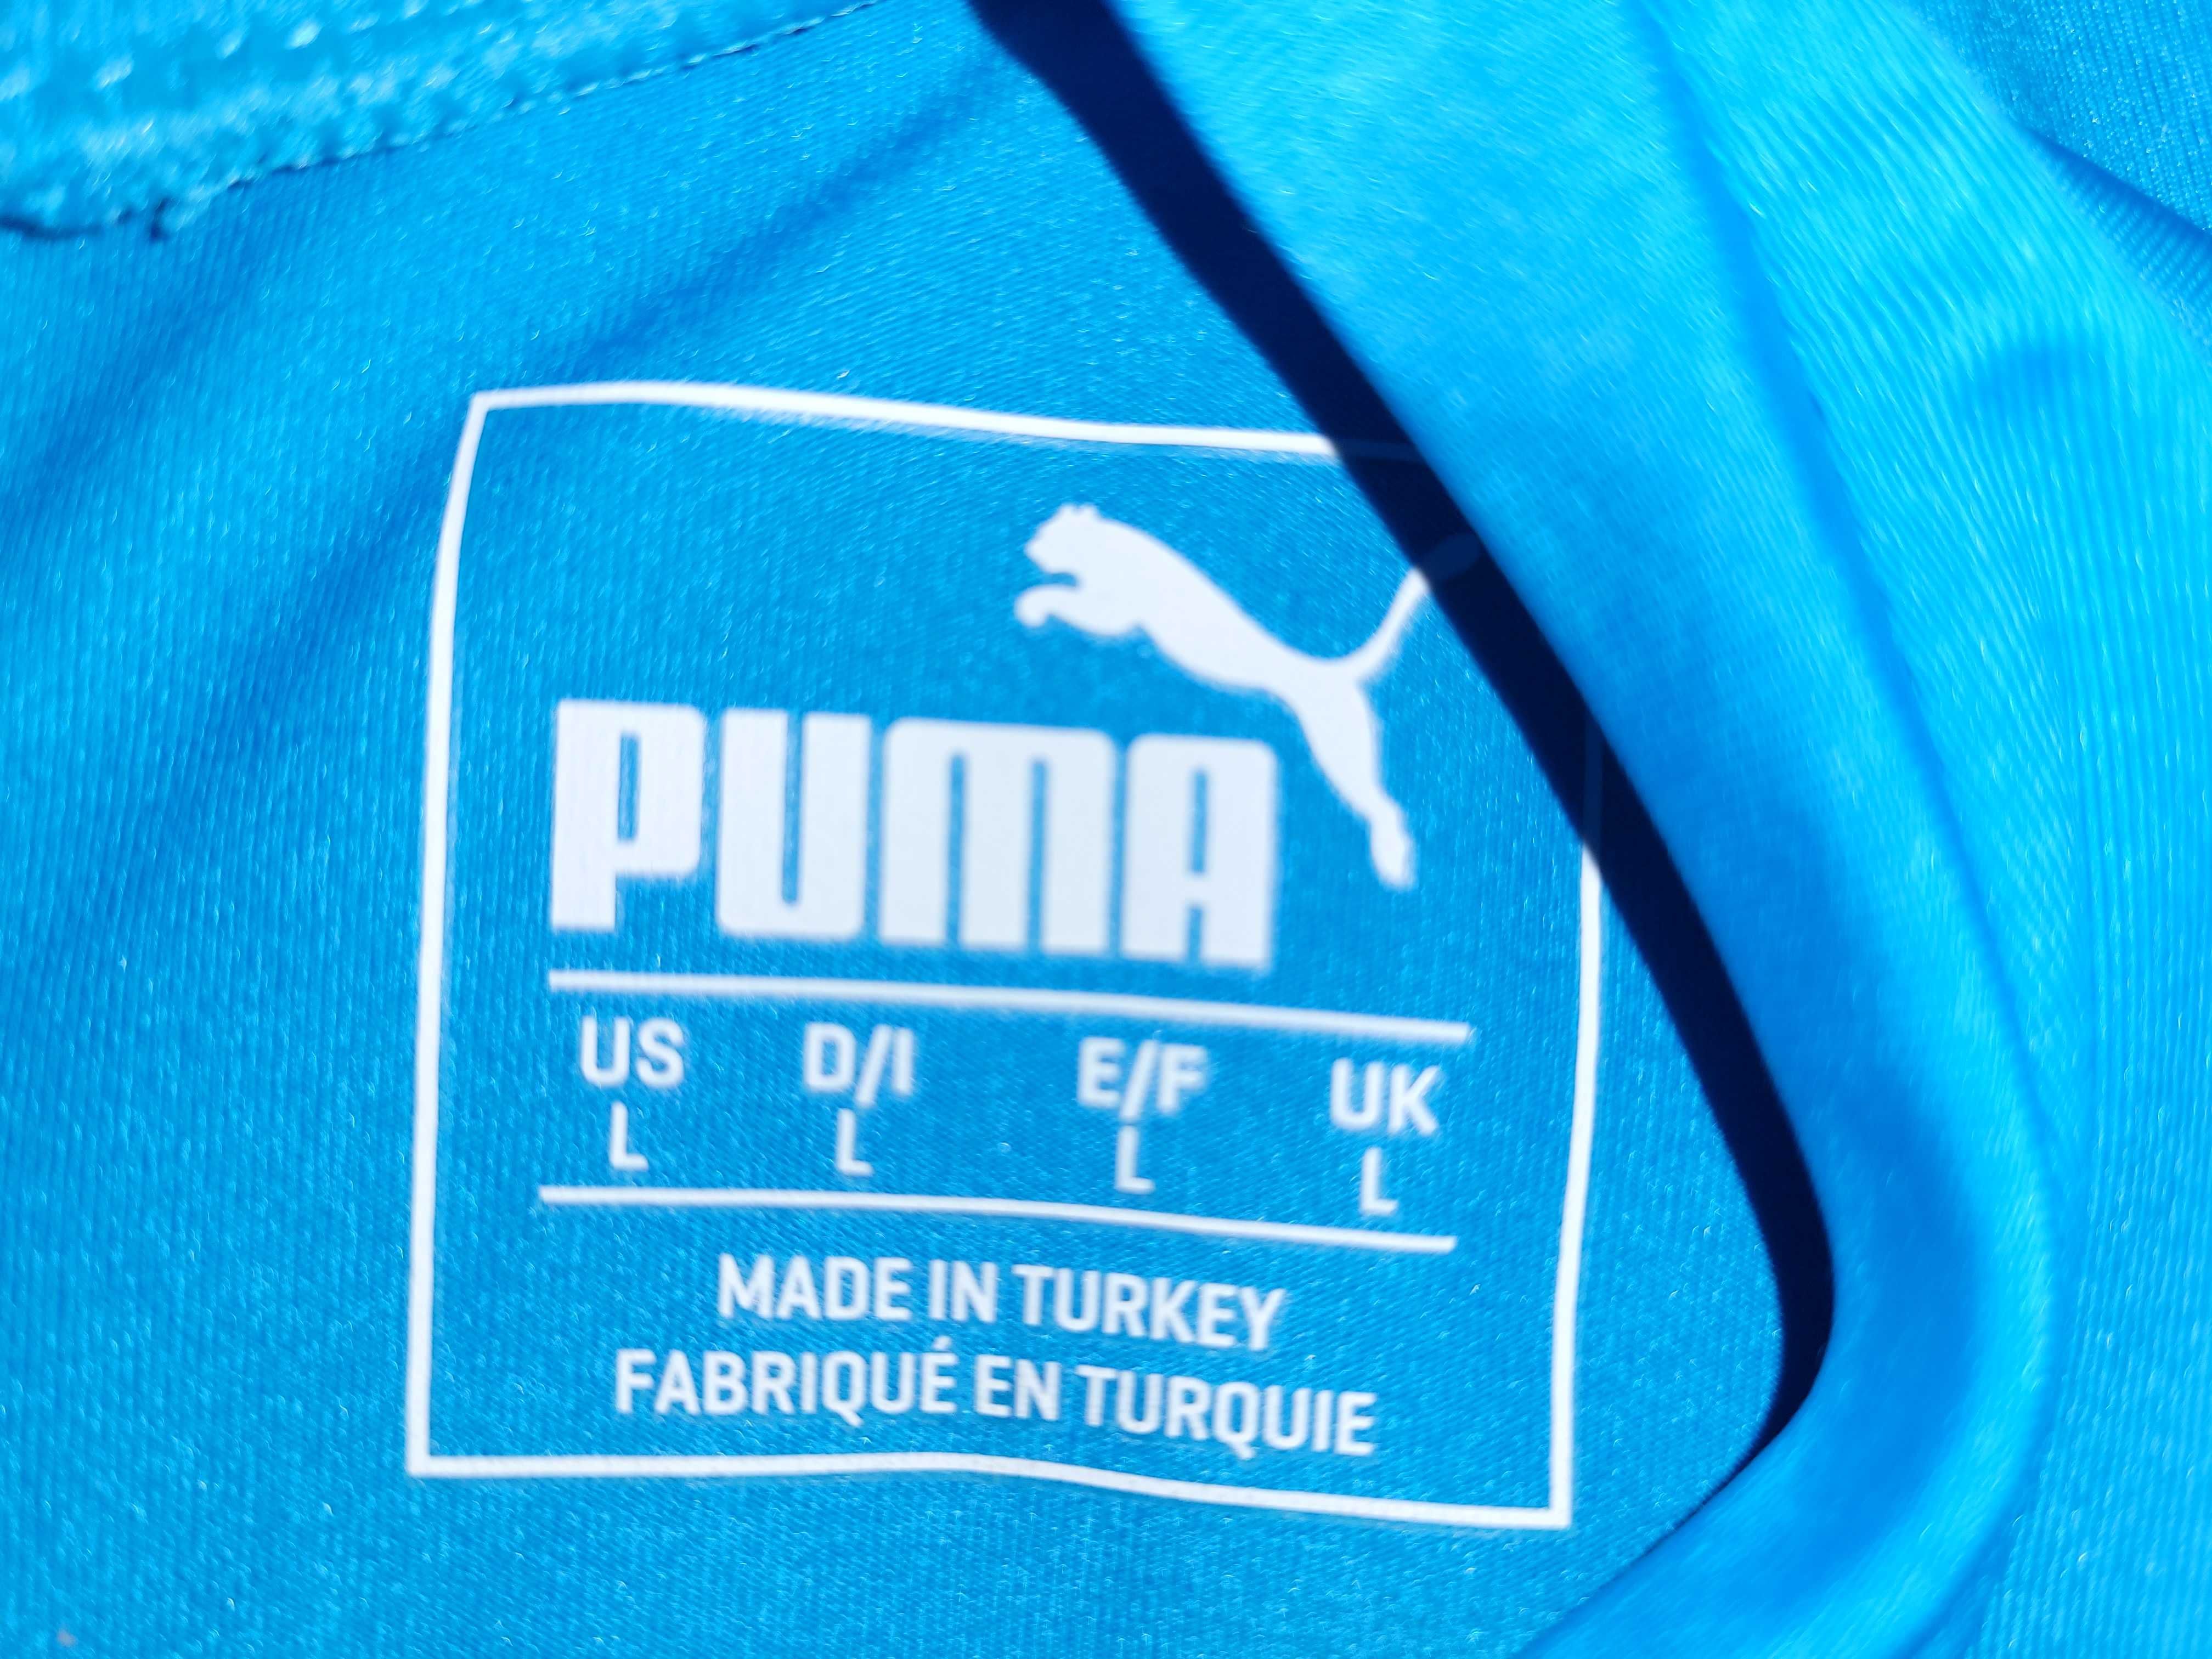 PUMA
US D/I E/F UK
L L L L
MADE IN TURKEY
FABRIQUÉ EN TURQUIE